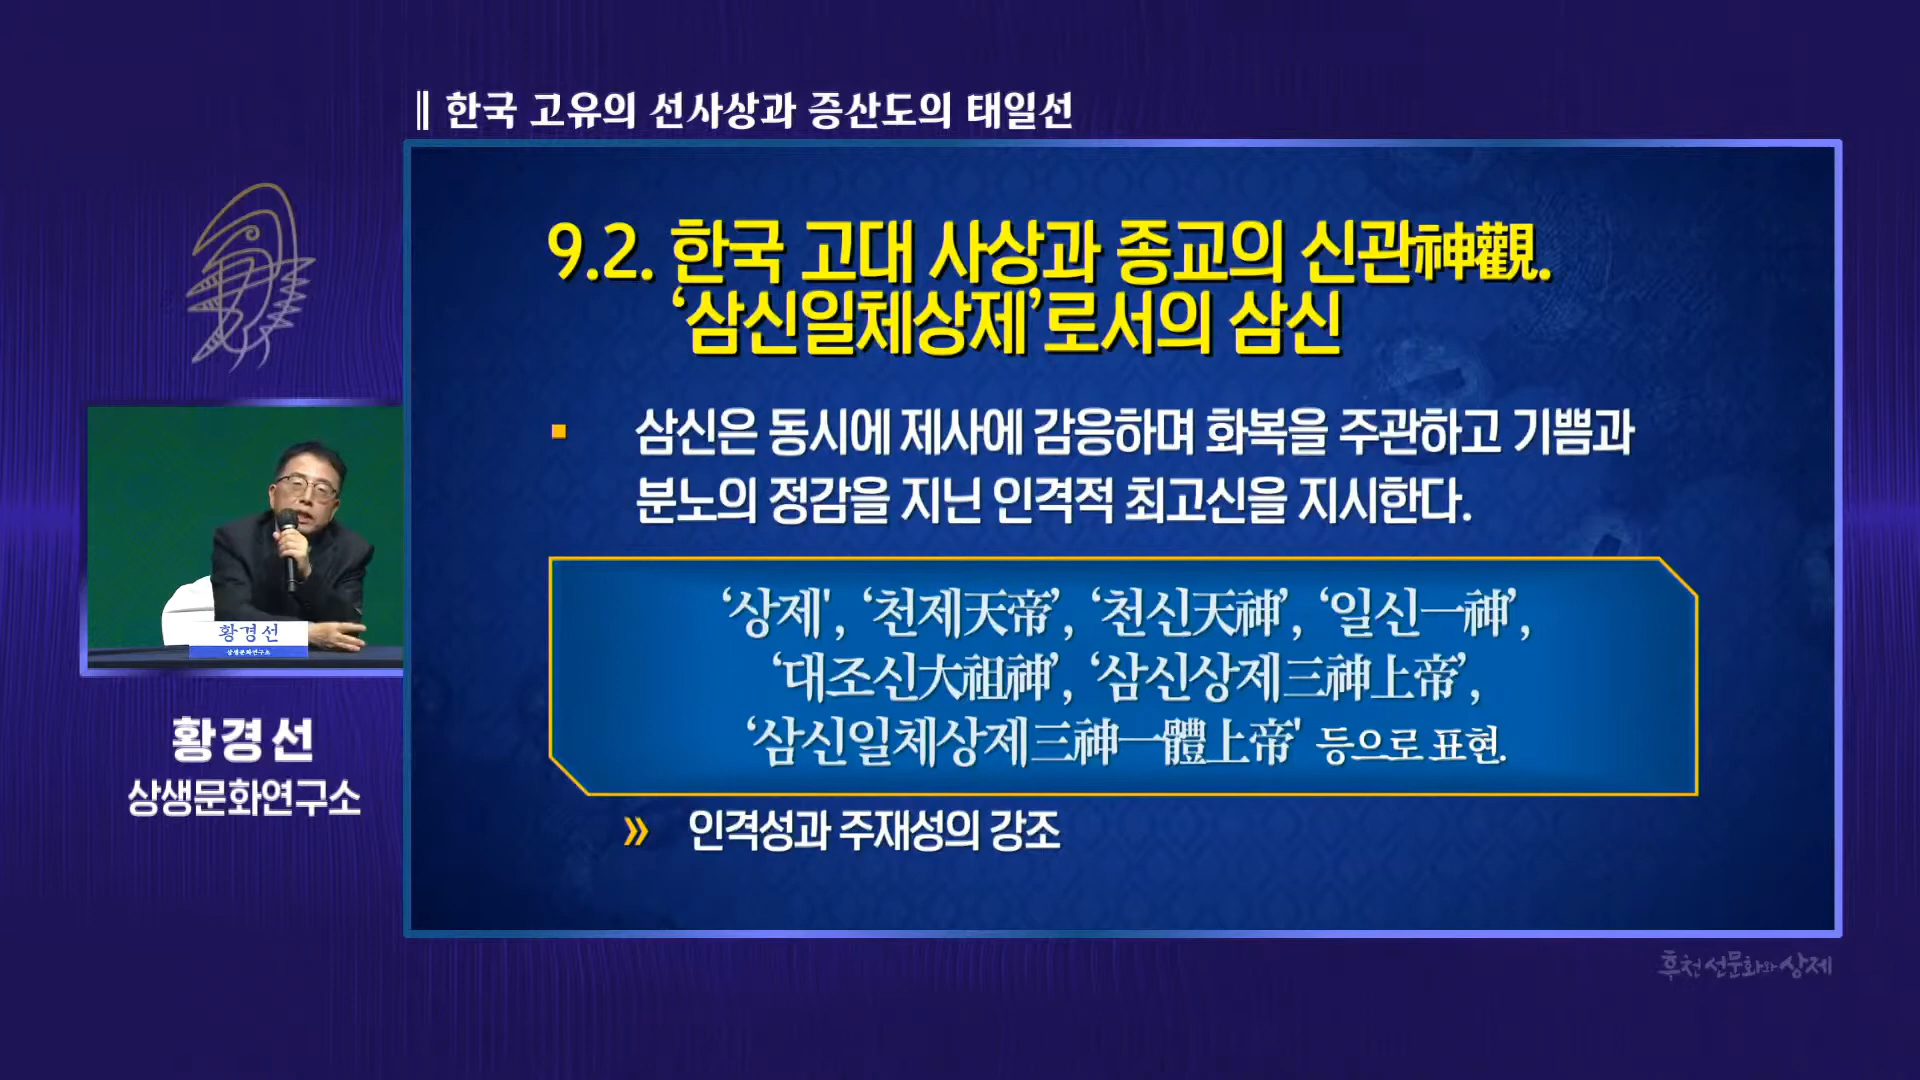 한국 고유의 선사상과 증산도의 태일선
9.2. 한국 고대 사상과 종교의 신관神觀.
‘삼신일체상제’로서의 삼신
삼신은 동시에 제사에 감응하며 화복을 주관하고 기쁨과
분노의 정감을 지닌 인격적 최고신을 지시한다.
‘상제', ‘천제天帝’, ‘천신天神’, ‘일신一神’,
‘대조신大祖神’, ‘삼신상제三神上帝’,
‘삼신일체상제三神一體上帝' 등으로 표현.
» 인격성과 주재성의 강조
황경선
상생문화연구소
황경선
상생문화연구소
후천 선문화와 상제